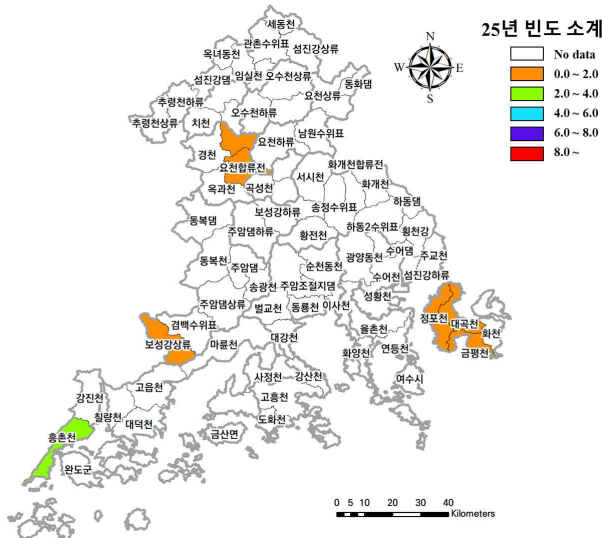 25년 빈도 소계
No data
0.0 ~ 2.0
2.0 ~ 4.0
4.0 ~ 6.0
6.0 ~ 8.0
8.0 ~
N
W E
S
세동천
관촌수위표
옥녀동천 섬진강상류
섬진강댐 임실천 오수천상류
동화댐
요천상류
추령천하류
오수천하류
추령천상류 치천
남원수위표
요천하류
경천
요천합류전 화개천합류전
서시천
옥과천 곡성천 화개천
하동댐
보성강하류 송정수위표
동복댐
주암댐하류 하동2수위표 횡천강
황전천
수어댐
광양동천 주교천
동복천 주암댐 순천동천
수어천 섬진강하류
송광천 주암조절지댐
성황천
주암댐상류 벌교천 동룡천 이사천
정포천 대곡천
겸백수위표 율촌천 화천
대강천
보성강상류 마륜천 화양천 연등천 금평천
사정천 강산천 여수시
고읍천
강진천 고흥천
칠량천
대덕천 도화천
흥촌천 금산면
완도군
0 5 10 20 30 40
Kilometers